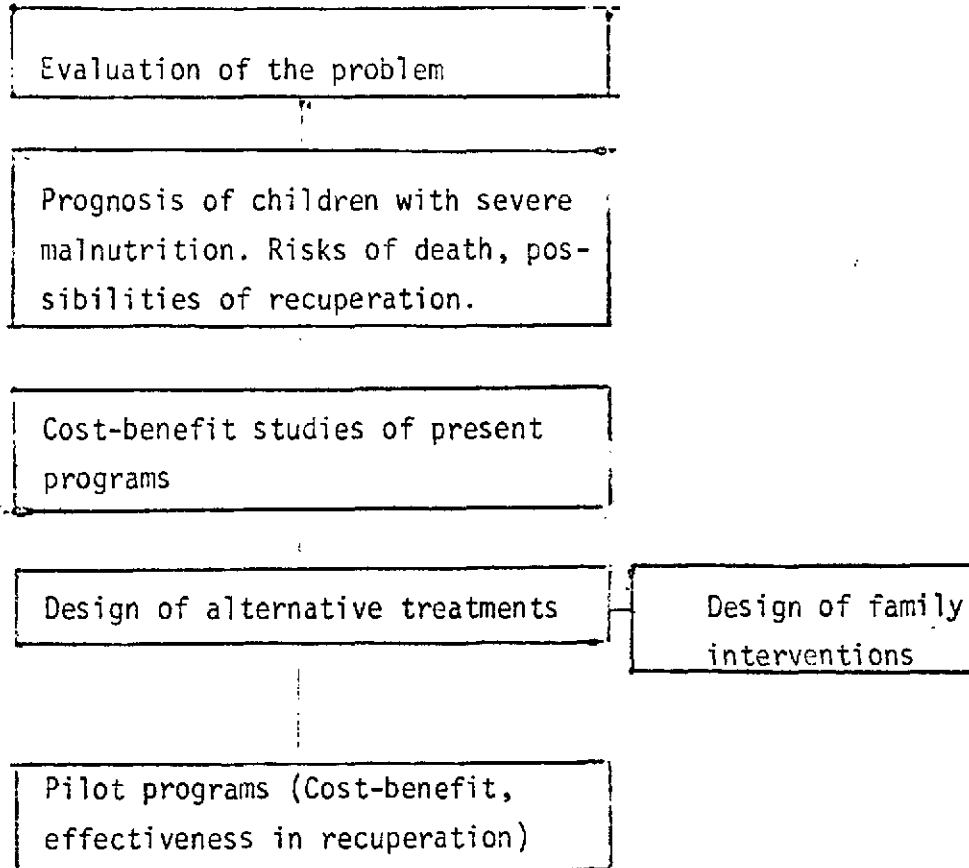 Evaluation of the problem
Prognosis of children with severe
malnutrition. Risks of death, pos-
sibilities of recuperation.
Cost-benefit studies of present
programs
Design of alternative treatments
Design of family
interventions
Pilot programs (Cost-benefit,
effectiveness in recuperation)